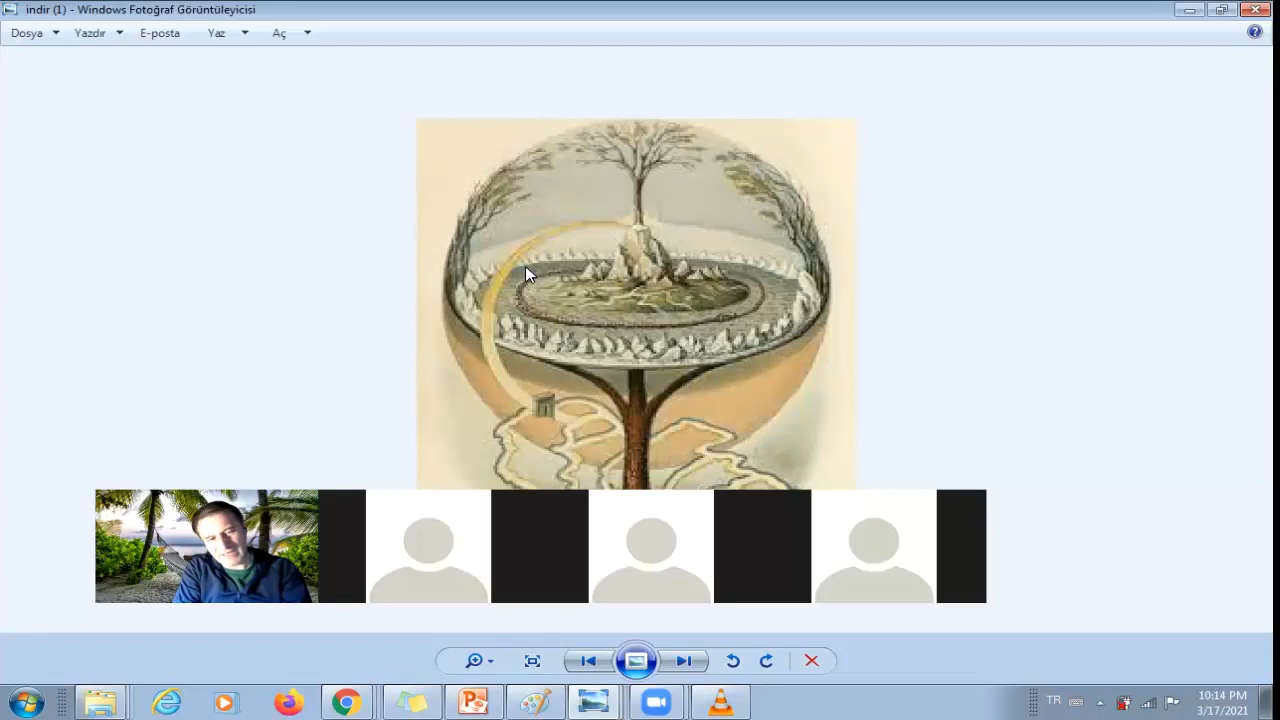 indir (1) - Windows Fotoğraf Görüntüleyicisi
Dosya Yazdır E-posta Yaz Aç
TR 10:14 PM
3/17/2021